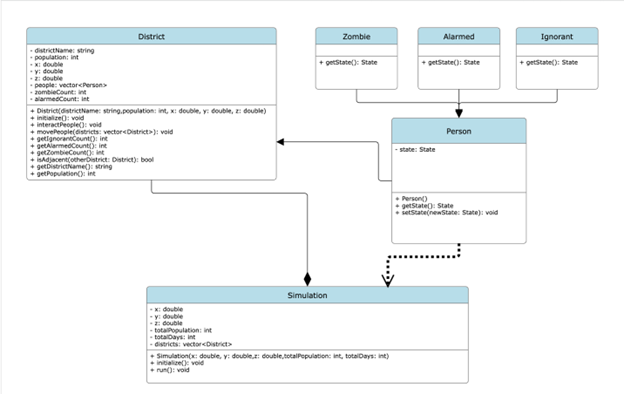 District
- districtName: string
- population: int
- x: double
- y: double
- z: double
- people: vector<Person>
- zombieCount: int
- alarmedCount: int
+ District(districtName: string,population: int, x: double, y: double, z: double)
+ initialize(): void
+ interactPeople(): void
+ movePeople(districts: vector<District>): void
+ getIgnorantCount(): int
+ getAlarmedCount(): int
+ getZombieCount(): int
+ isAdjacent(otherDistrict: District): bool
+ getDistrictName(): string
+ getPopulation(): int
Zombie
+ getState(): State
Alarmed
+ getState(): State
Ignorant
+ getState(): State
Person
- state: State
+ Person()
+ getState(): State
+ setState(newState: State): void
Simulation
- x: double
- y: double
- z: double
- totalPopulation: int
- totalDays: int
- districts: vector<District>
+ Simulation(x: double, y: double,z: double,totalPopulation: int, totalDays: int)
+ initialize(): void
+ run(): void